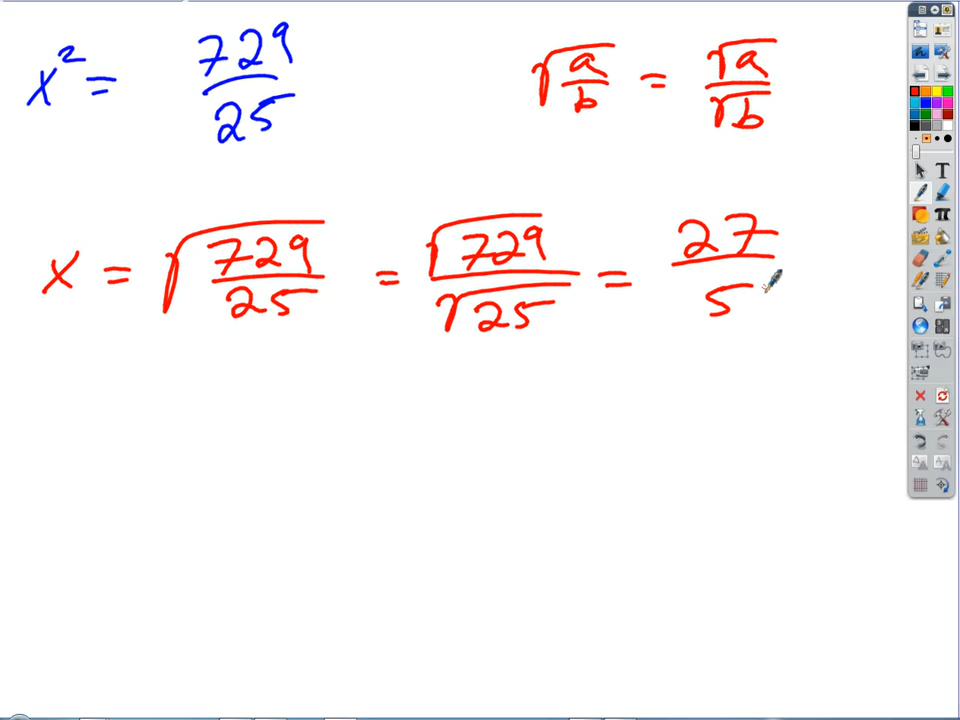 x² = 729/25
√(a/b) = √a/√b
x = √(729/25) = √729/√25 = 27/5
T
π